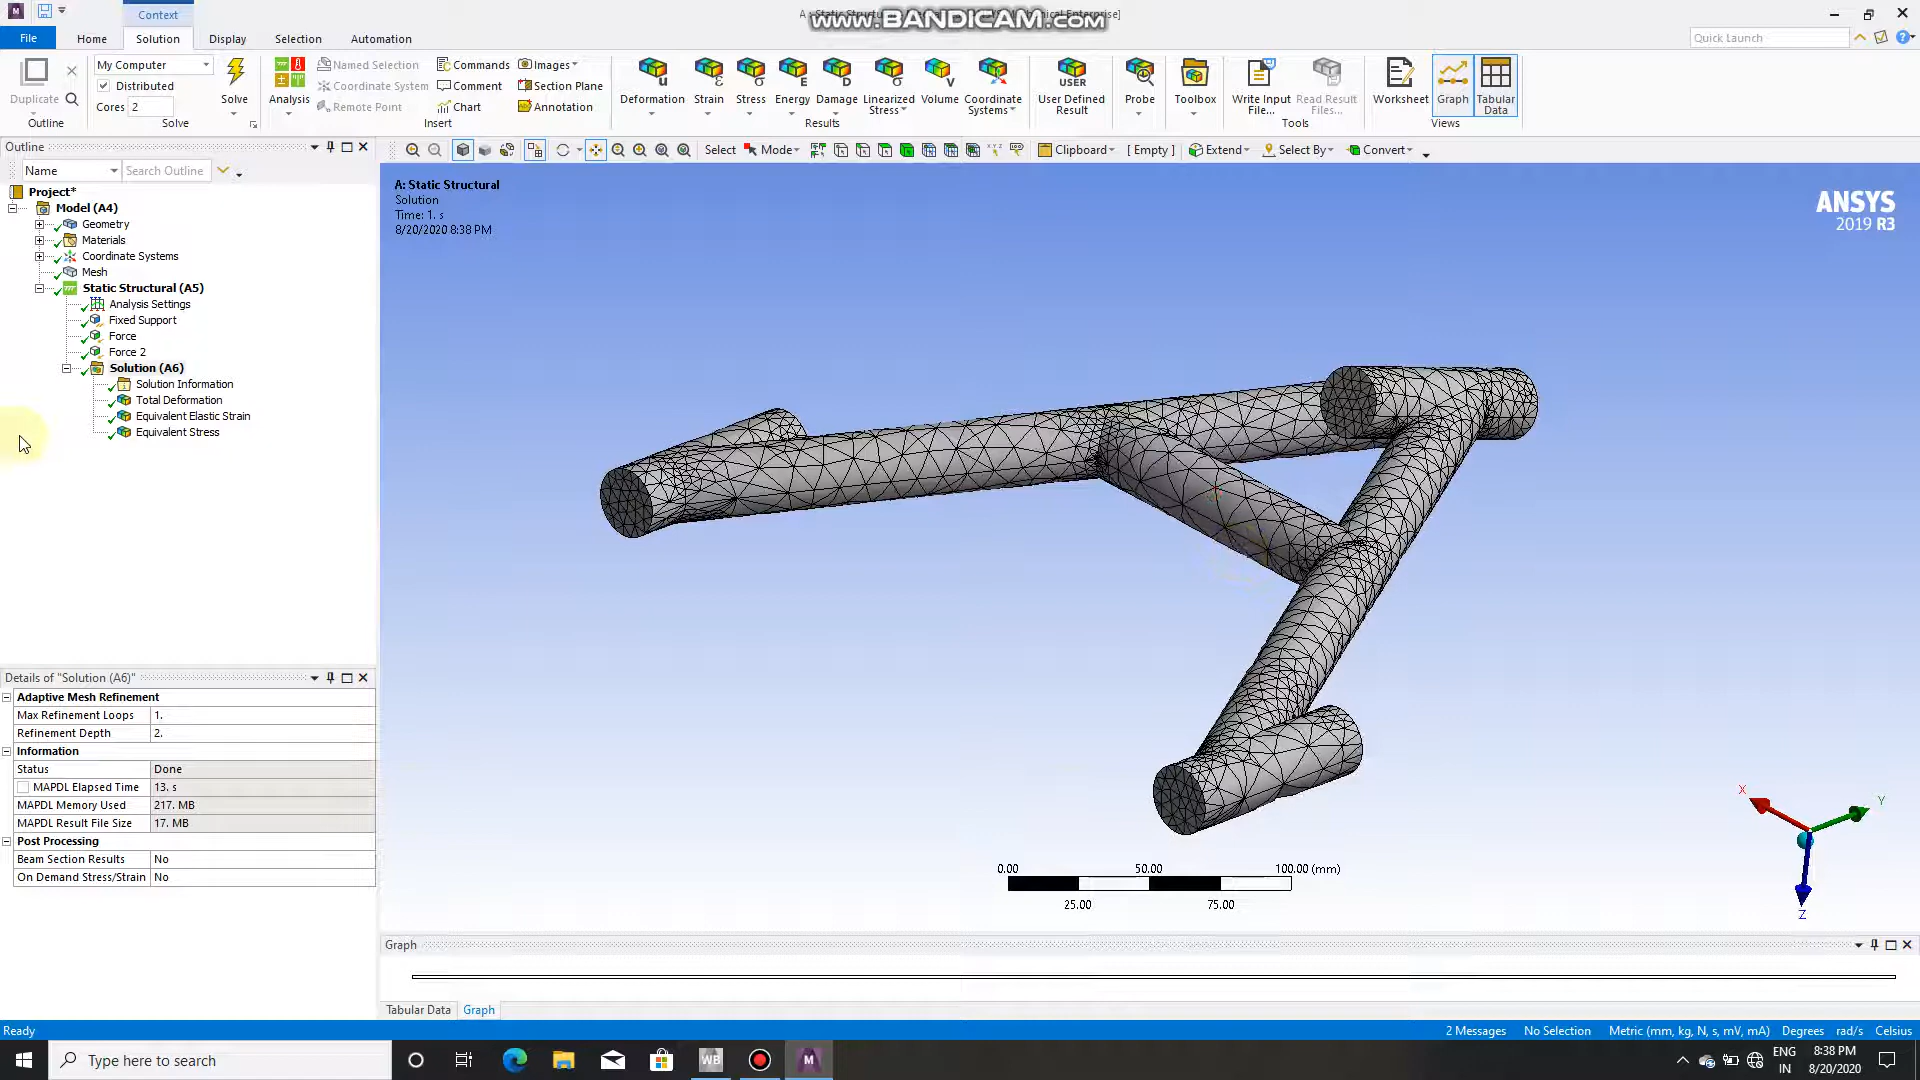 Context
A : Static Struct
WWW.BANDICAM.COM
File
Home
Solution
Display
Selection
Automation
Quick Launch
Duplicate
Outline
My Computer
Distributed
Cores 2
Solve
Solve
Analysis
Named Selection
Coordinate System
Remote Point
Commands
Comment
Chart
Images
Section Plane
Annotation
Insert
Deformation
Strain
Stress
Energy
Damage
Linearized
Stress
Volume
Coordinate
Systems
Results
User Defined
Result
Probe
Toolbox
Write Input
File...
Read Result
Files...
Tools
Worksheet
Graph
Tabular
Data
Views
Outline
Select
Mode
Clipboard
[ Empty ]
Extend
Select By
Convert
Name
Search Outline
Project*
Model (A4)
Geometry
Materials
Coordinate Systems
Mesh
Static Structural (A5)
Analysis Settings
Fixed Support
Force
Force 2
Solution (A6)
Solution Information
Total Deformation
Equivalent Elastic Strain
Equivalent Stress
A: Static Structural
Solution
Time: 1. s
8/20/2020 8:38 PM
ANSYS
2019 R3
Details of "Solution (A6)"
Adaptive Mesh Refinement
Max Refinement Loops 1.
Refinement Depth 2.
Information
Status Done
MAPDL Elapsed Time 13. s
MAPDL Memory Used 217. MB
MAPDL Result File Size 17. MB
Post Processing
Beam Section Results No
On Demand Stress/Strain No
0.00 50.00 100.00 (mm)
25.00 75.00
X
Y
Z
Graph
Tabular Data
Graph
Ready
2 Messages
No Selection
Metric (mm, kg, N, s, mV, mA)
Degrees
rad/s
Celsius
Type here to search
WB
M
ENG
IN
8:38 PM
8/20/2020